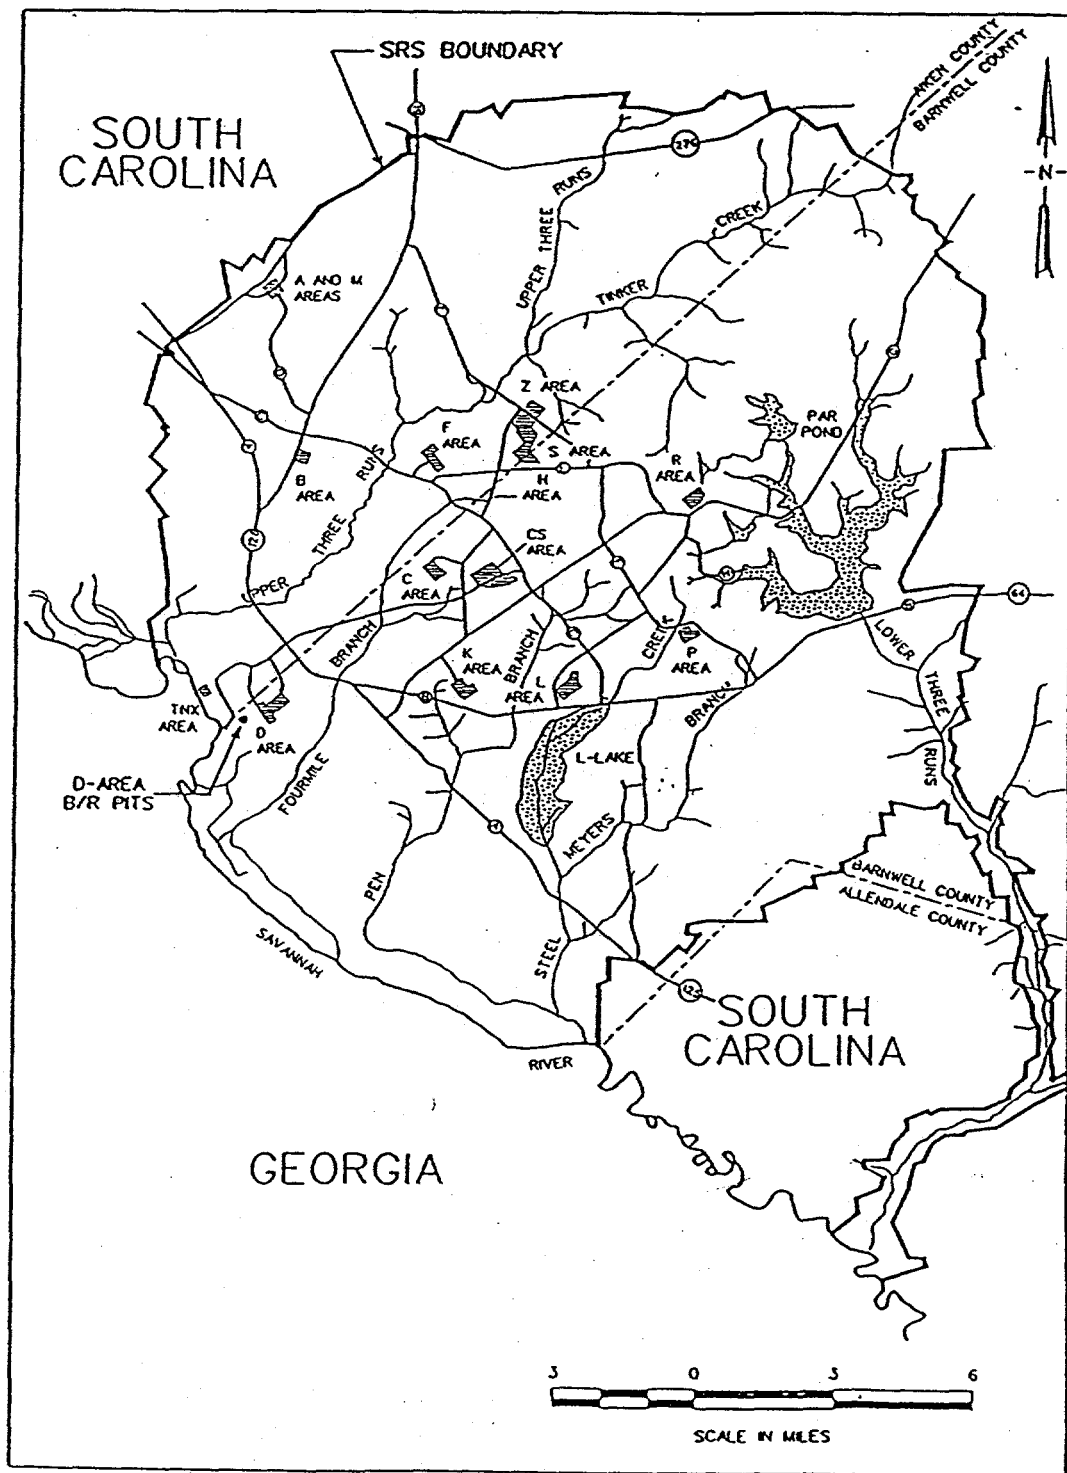 SRS BOUNDARY
AIKEN COUNTY
BARNWELL COUNTY
SOUTH
CAROLINA
278
-N-
UPPER THREE RUNS
TINKER CREEK
A AND M
AREAS
Z AREA
F
AREA
S AREA
PAR
POND
R
AREA
B
AREA
H
AREA
UPPER THREE RUNS
CS
AREA
C
AREA
64
LOWER THREE RUNS
K
AREA
L
AREA
P
AREA
FOURMILE BRANCH
PEN BRANCH
STEEL CREEK
MEYERS BRANCH
TNX
AREA
D
AREA
D-AREA
B/R PITS
L-LAKE
BARNWELL COUNTY
ALLENDALE COUNTY
SAVANNAH RIVER
125
SOUTH
CAROLINA
GEORGIA
3 0 3 6
SCALE IN MILES